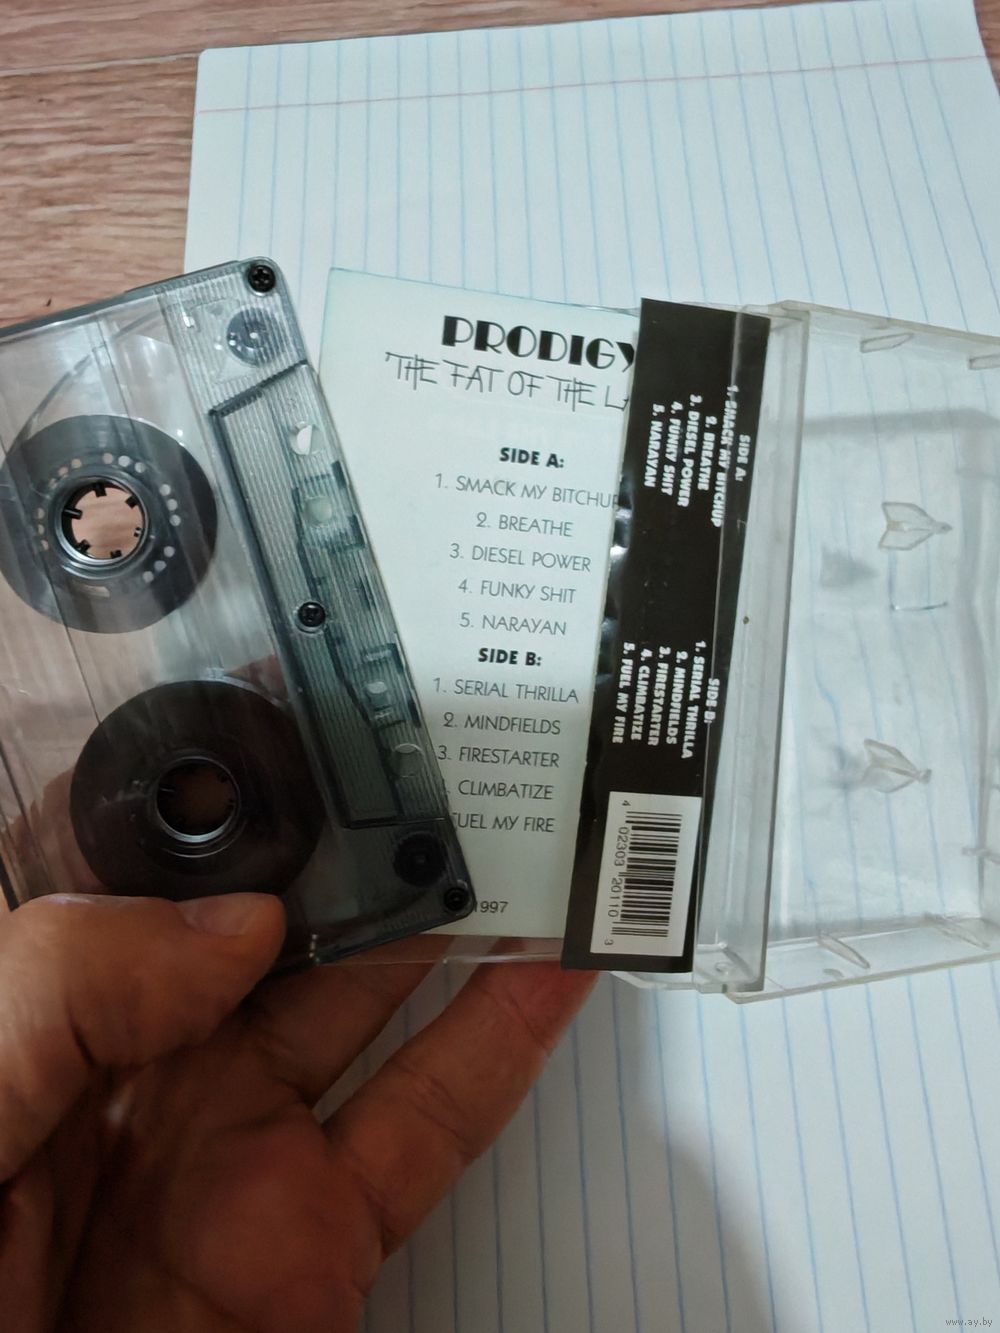 PRODIGY
THE FAT OF THE
SIDE A:
1. SMACK MY BITCHUP
2. BREATHE
3. DIESEL POWER
4. FUNKY SHIT
5. NARAYAN
SIDE B:
1. SERIAL THRILLA
2. MINDFIELDS
3. FIRESTARTER
CLIMBATIZE
FUEL MY FIRE
1997
SIDE A:
1. SMACK MY BITCHUP
2. BREATHE
3. DIESEL POWER
4. FUNKY SHIT
5. NARAYAN
SIDE B:
1. SERIAL THRILLA
2. MINDFIELDS
3. FIRESTARTER
4. CLIMBATIZE
5. FUEL MY FIRE
4 02303 20110 3
www.ay.by